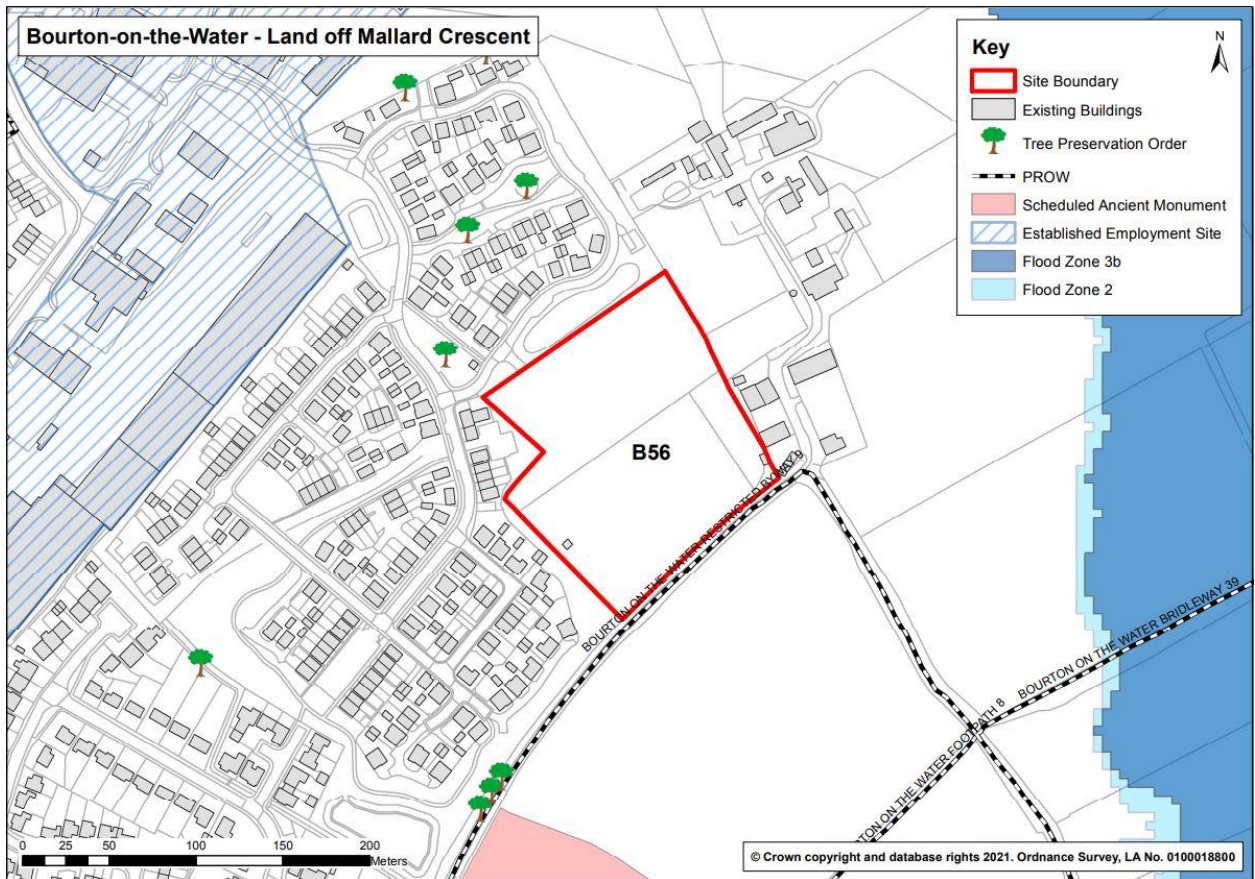 Bourton-on-the-Water - Land off Mallard Crescent
Key
N
Site Boundary
Existing Buildings
Tree Preservation Order
PROW
Scheduled Ancient Monument
Established Employment Site
Flood Zone 3b
Flood Zone 2
B56
BOURTON ON THE WATER RESTRICTED BYWAY 9
BOURTON ON THE WATER BRIDLEWAY 39
ON THE WATER FOOTPATH 8
0 25 50 100 150 200
Meters
© Crown copyright and database rights 2021. Ordnance Survey, LA No. 0100018800